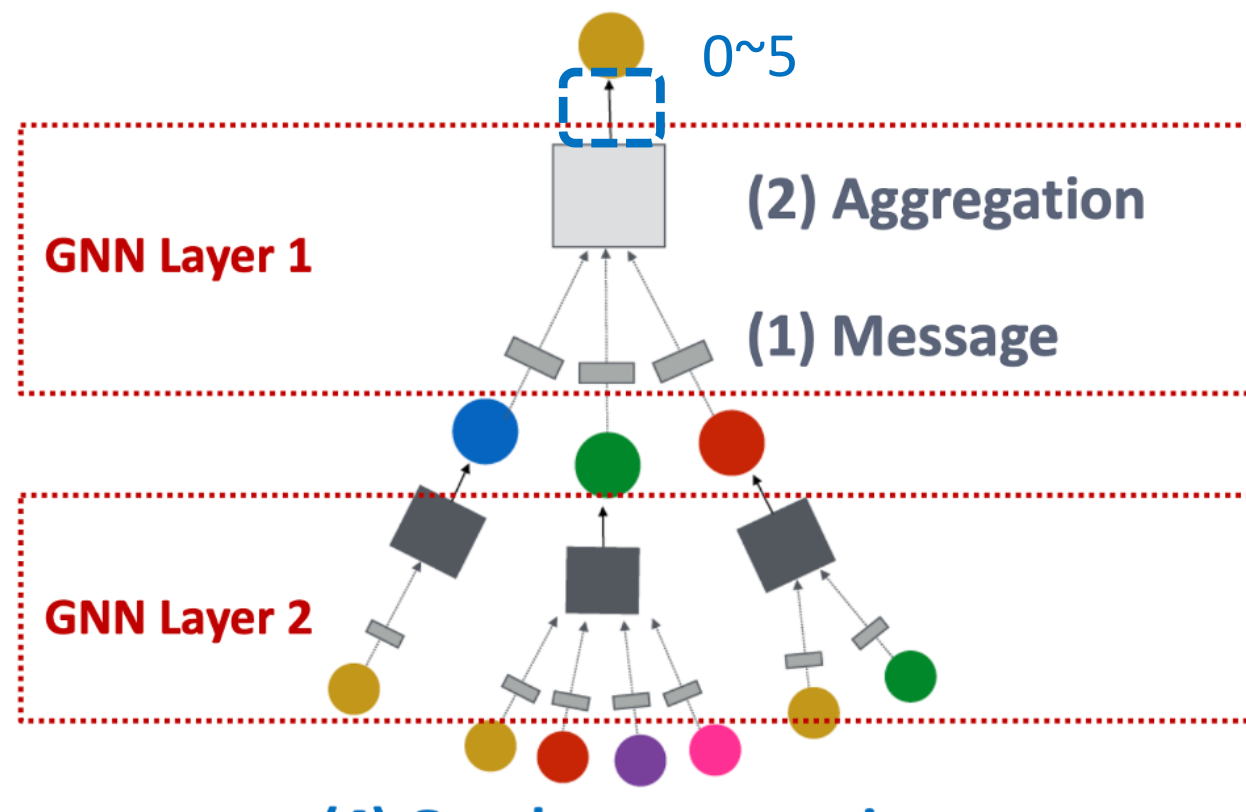 0~5
(2) Aggregation
GNN Layer 1
(1) Message
GNN Layer 2